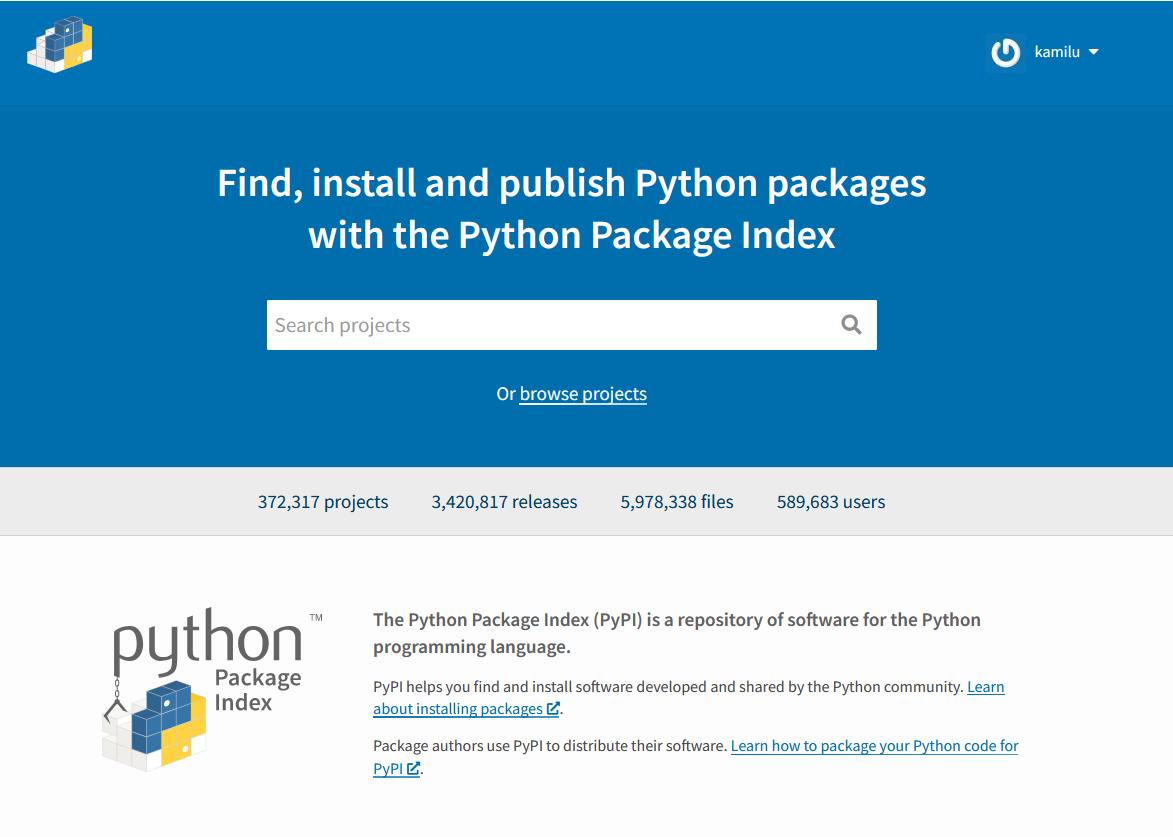 kamilu
Find, install and publish Python packages
with the Python Package Index
Search projects
Or browse projects
372,317 projects 3,420,817 releases 5,978,338 files 589,683 users
python™
Package
Index
The Python Package Index (PyPI) is a repository of software for the Python
programming language.
PyPI helps you find and install software developed and shared by the Python community. Learn
about installing packages.
Package authors use PyPI to distribute their software. Learn how to package your Python code for
PyPI.